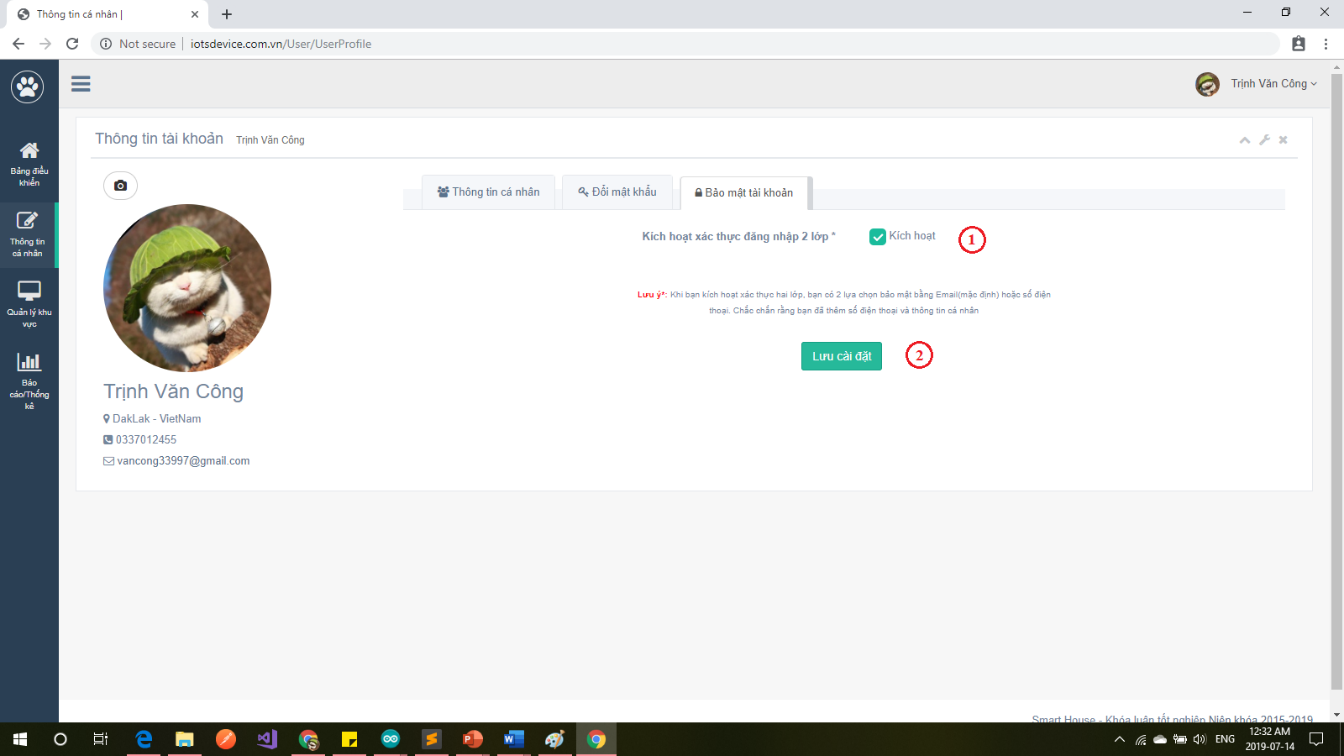 Thông tin cá nhân |
Not secure | iotsdevice.com.vn/User/UserProfile
Trịnh Văn Công
Thông tin tài khoản Trịnh Văn Công
Bảng điều
khiển
Thông tin
cá nhân
Quản lý khu
vực
Báo
cáo/Thống
kê
Thông tin cá nhân
Đổi mật khẩu
Bảo mật tài khoản
Kích hoạt xác thực đăng nhập 2 lớp * Kích hoạt 1
Lưu ý*: Khi bạn kích hoạt xác thực hai lớp, bạn có 2 lựa chọn bảo mật bằng Email(mặc định) hoặc số điện
thoại. Chắc chắn rằng bạn đã thêm số điện thoại và thông tin cá nhân
Lưu cài đặt 2
Trịnh Văn Công
DakLak - VietNam
0337012455
vancong33997@gmail.com
Smart House - Khóa luận tốt nghiệp Niên khóa 2015-2019
ENG
12:32 AM
2019-07-14